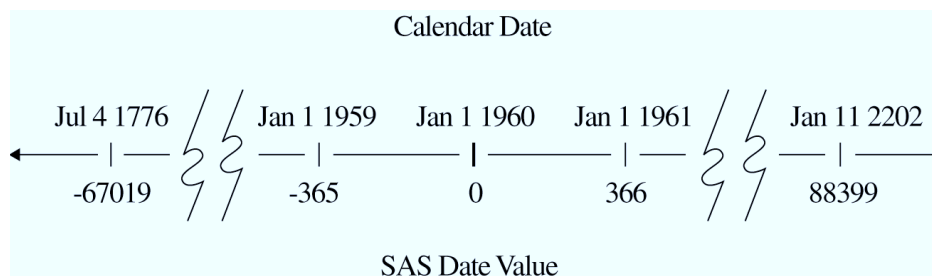 Calendar Date
Jul 4 1776 Jan 1 1959 Jan 1 1960 Jan 1 1961 Jan 11 2202
-67019 -365 0 366 88399
SAS Date Value